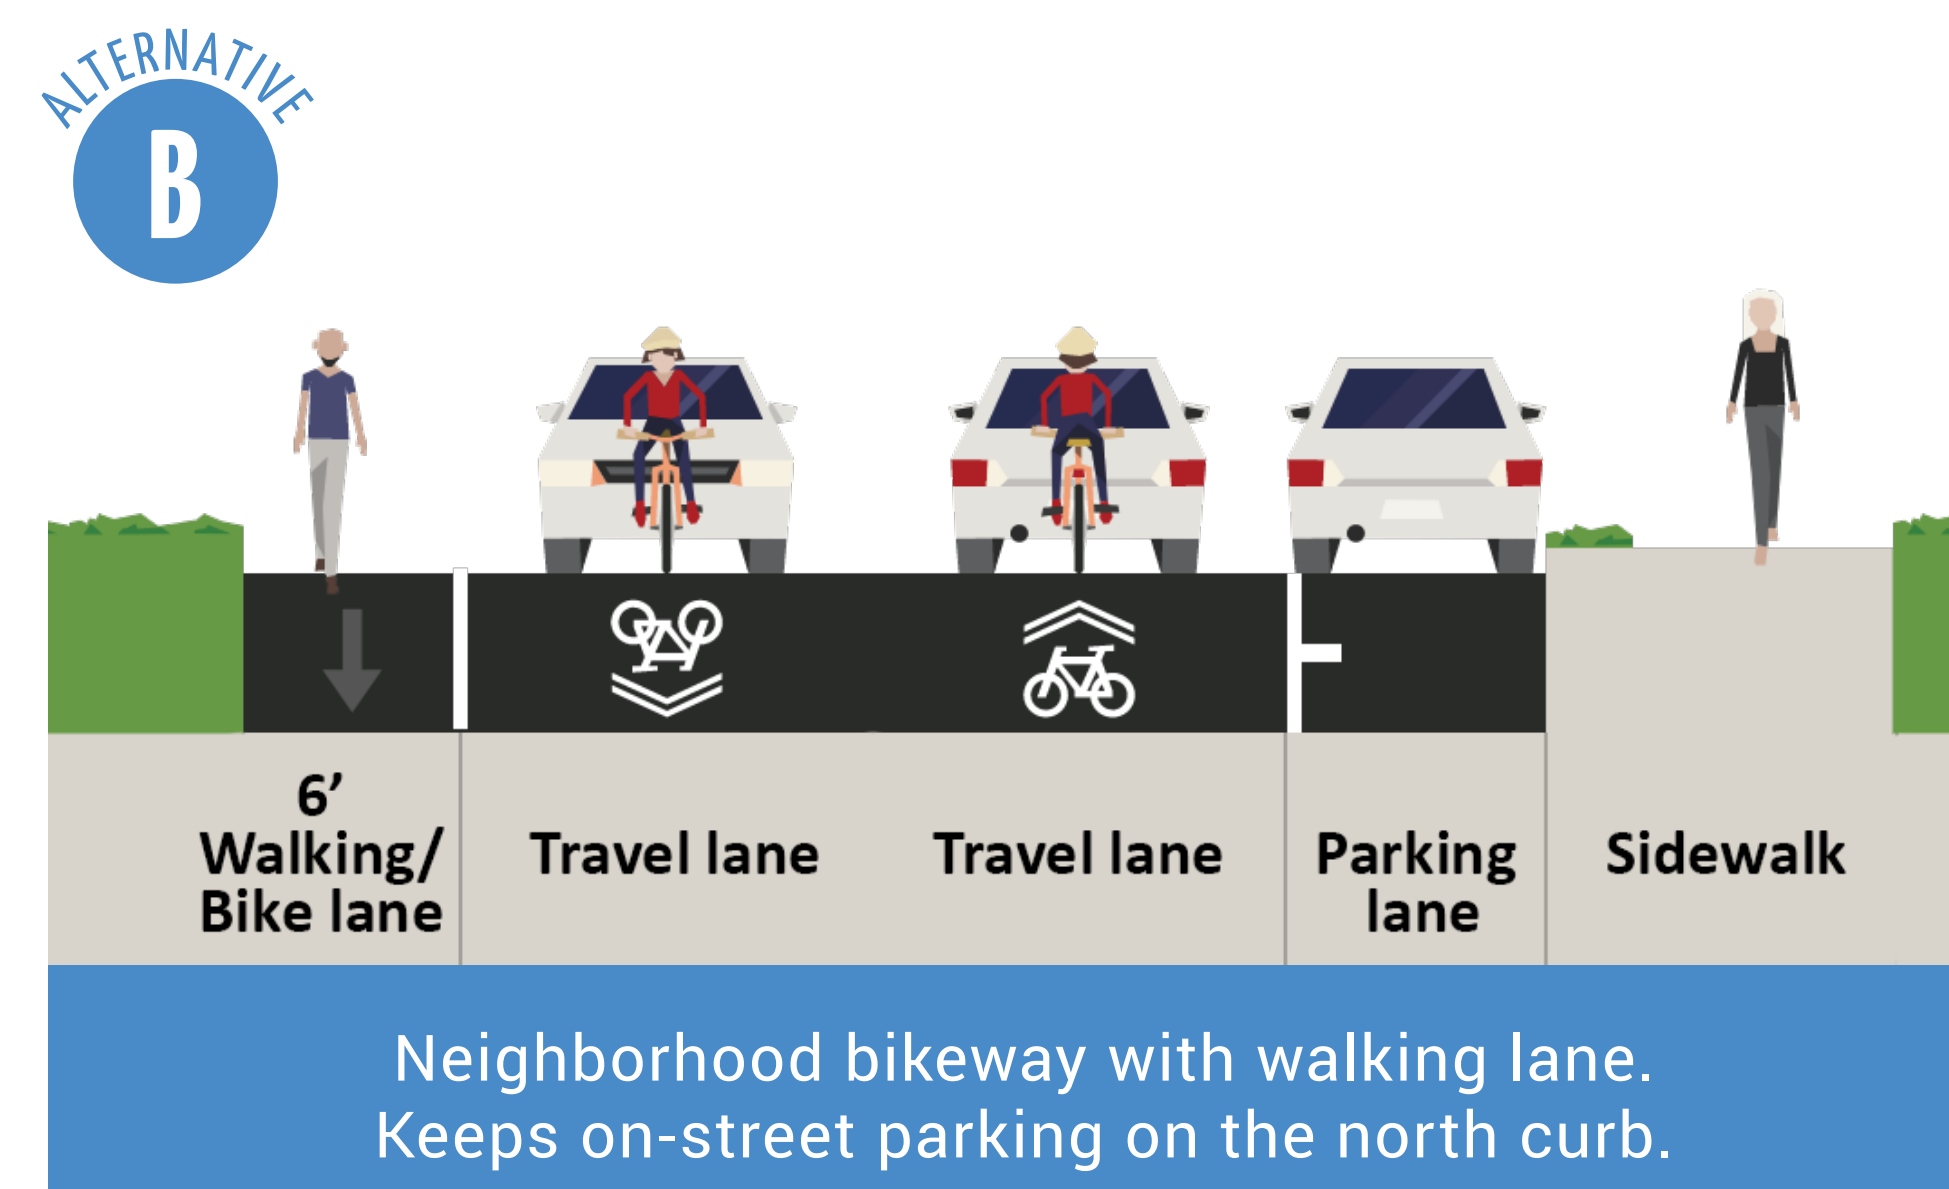 ALTERNATIVE
B
6’
Walking/
Bike lane
Travel lane
Travel lane
Parking
lane
Sidewalk
Neighborhood bikeway with walking lane.
Keeps on-street parking on the north curb.